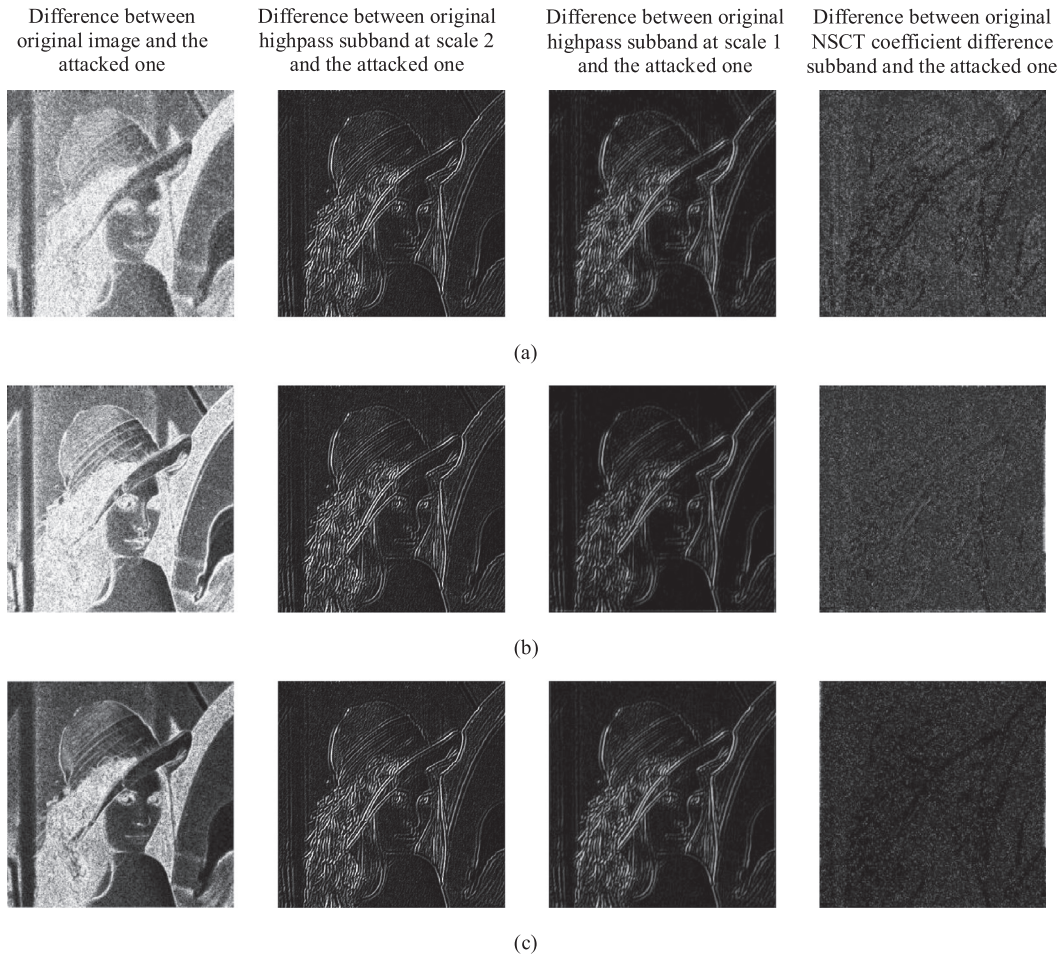 Difference between
original image and the
attacked one
Difference between original
highpass subband at scale 2
and the attacked one
Difference between original
highpass subband at scale 1
and the attacked one
Difference between original
NSCT coefficient difference
subband and the attacked one
(a)
(b)
(c)